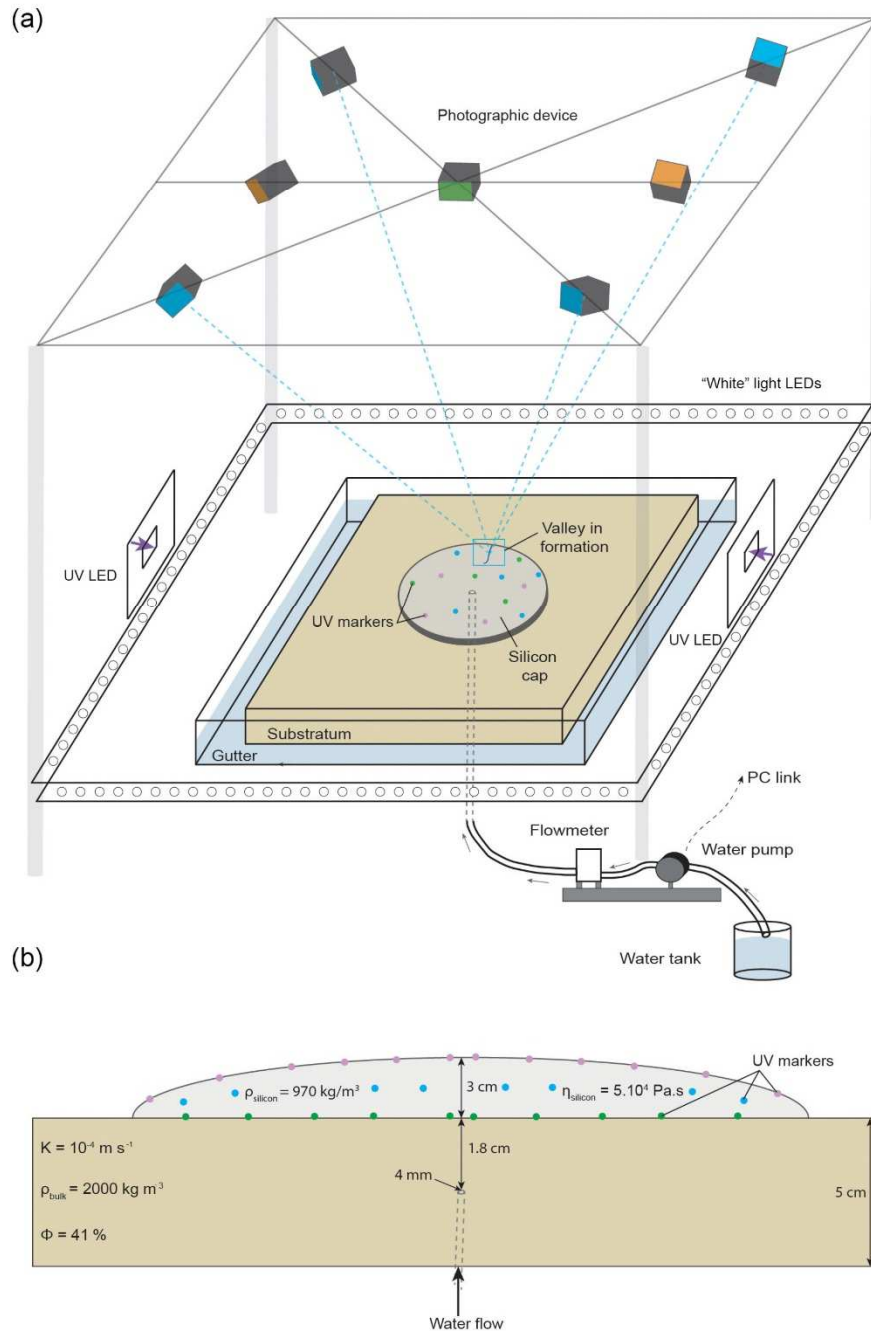 (a)
Photographic device
"White" light LEDs
Valley in
formation
UV LED
UV markers
UV LED
Silicon
cap
Substratum
Gutter
PC link
Flowmeter
Water pump
Water tank
(b)
UV markers
ρsilicon = 970 kg/m³
3 cm
ηsilicon = 5.10⁴ Pa.s
K = 10⁻⁴ m s⁻¹
1.8 cm
4 mm
ρbulk = 2000 kg m⁻³
5 cm
Φ = 41 %
Water flow